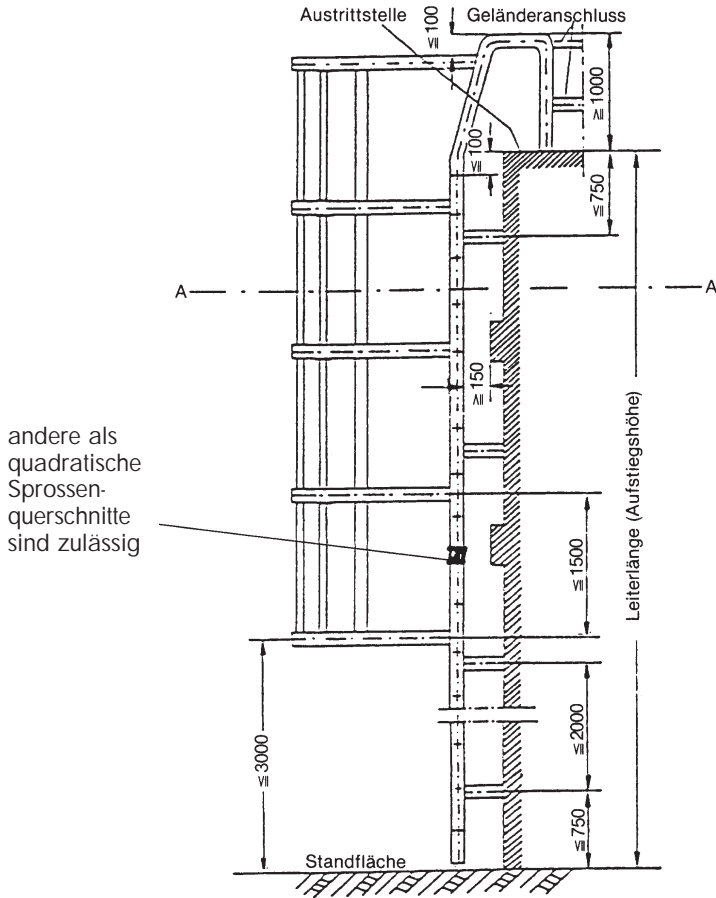 Austrittstelle
Geländeranschluss
≤ 100
≥ 1000
≤ 100
≤ 750
A
A
≥ 150
andere als
quadratische
Sprossen-
querschnitte
sind zulässig
Leiterlänge (Aufstiegshöhe)
≤ 1500
≤ 3000
≤ 2000
≤ 750
Standfläche